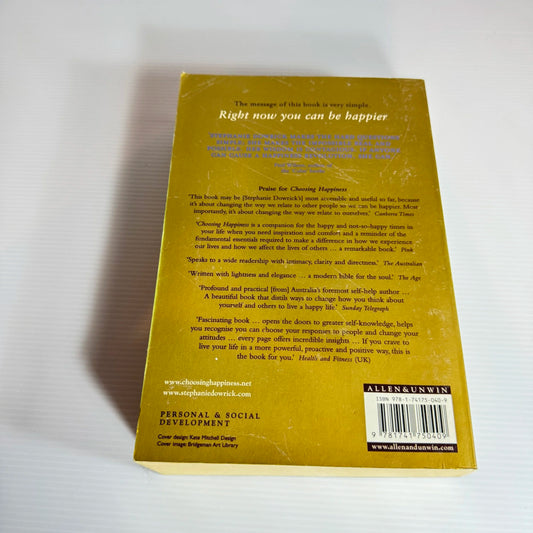 The message of this book is very simple.
Right now you can be happier
Praise for Choosing Happiness
'This book may be [Stephanie Dowrick's] most accessible and useful so far, because
it's about changing the way we relate to other people so we can be happier. Most
importantly, it's about changing the way we relate to ourselves.' Canberra Times
'Choosing Happiness is a companion for the happy and not-so-happy times in
your life when you need inspiration and comfort and a reminder of the
fundamental essentials required to make a difference in how we experience
our lives and how we affect the lives of others ... a remarkable book.' Pink
'Speaks to a wide readership with intimacy, clarity and directness.' The Australian
'Written with lightness and elegance ... a modern bible for the soul.' The Age
'Profound and practical [from] Australia's foremost self-help author ...
A beautiful book that distils ways to change how you think about
yourself and others to live a happy life.' Sunday Telegraph
'Fascinating book ... opens the doors to greater self-knowledge, helps
you recognise you can choose your responses to people and change your
attitudes ... every page offers incredible insights ... If you crave to
live your life in a more powerful, proactive and positive way, this is
the book for you.' Health and Fitness (UK)
www.choosinghappiness.net
www.stephaniedowrick.com
PERSONAL & SOCIAL
DEVELOPMENT
Cover design: Kate Mitchell Design
Cover image: Bridgeman Art Library
ALLEN&UNWIN
ISBN 978-1-74175-040-9
9 781741 750409
www.allenandunwin.com